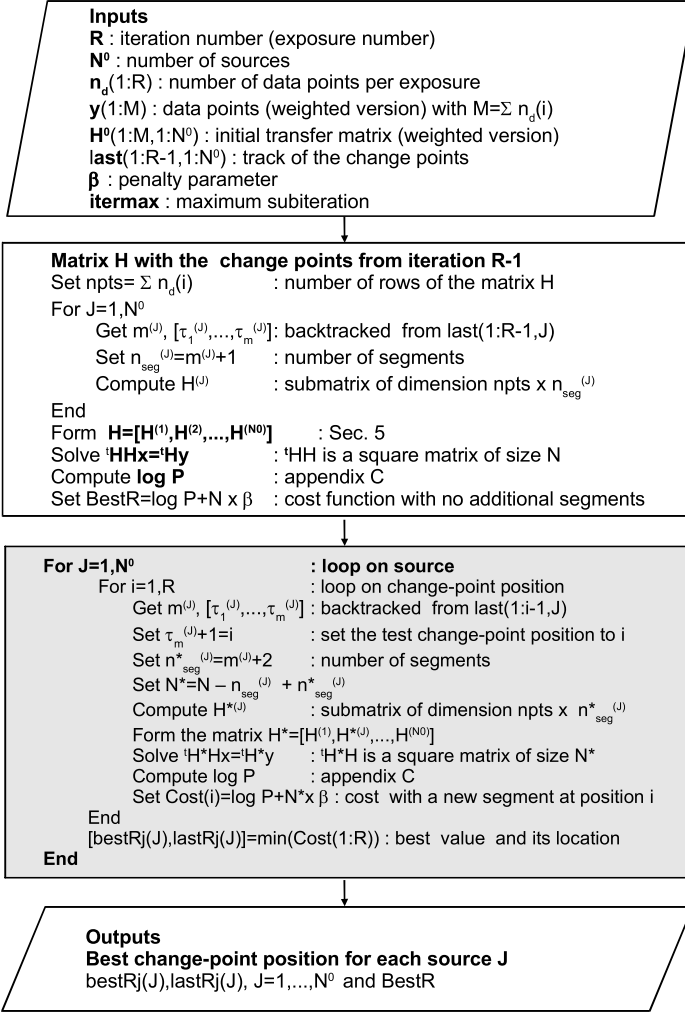 Inputs
R : iteration number (exposure number)
N⁰ : number of sources
n_d(1:R) : number of data points per exposure
y(1:M) : data points (weighted version) with M=Σ n_d(i)
H⁰(1:M,1:N⁰) : initial transfer matrix (weighted version)
last(1:R-1,1:N⁰) : track of the change points
β : penalty parameter
itermax : maximum subiteration
Matrix H with the change points from iteration R-1
Set npts= Σ n_d(i) : number of rows of the matrix H
For J=1,N⁰
Get m⁽ᴶ⁾, [τ₁⁽ᴶ⁾,...,τ_m⁽ᴶ⁾] : backtracked from last(1:R-1,J)
Set n_seg⁽ᴶ⁾=m⁽ᴶ⁾+1 : number of segments
Compute H⁽ᴶ⁾ : submatrix of dimension npts x n_seg⁽ᴶ⁾
End
Form H=[H⁽¹⁾,H⁽²⁾,...,H⁽ᴺ⁰⁾] : Sec. 5
Solve ᵗHHx=ᵗHy : ᵗHH is a square matrix of size N
Compute log P : appendix C
Set BestR=log P+N x β : cost function with no additional segments
For J=1,N⁰ : loop on source
For i=1,R : loop on change-point position
Get m⁽ᴶ⁾, [τ₁⁽ᴶ⁾,...,τ_m⁽ᴶ⁾] : backtracked from last(1:i-1,J)
Set τ_m⁽ᴶ⁾+1=i : set the test change-point position to i
Set n*_seg⁽ᴶ⁾=m⁽ᴶ⁾+2 : number of segments
Set N*=N – n_seg⁽ᴶ⁾ + n*_seg⁽ᴶ⁾
Compute H*⁽ᴶ⁾ : submatrix of dimension npts x n*_seg⁽ᴶ⁾
Form the matrix H*=[H⁽¹⁾,H*⁽ᴶ⁾,...,H⁽ᴺ⁰⁾]
Solve ᵗH*Hx=ᵗH*y : ᵗH*H is a square matrix of size N*
Compute log P : appendix C
Set Cost(i)=log P+N*x β : cost with a new segment at position i
End
[bestRj(J),lastRj(J)]=min(Cost(1:R)) : best value and its location
End
Outputs
Best change-point position for each source J
bestRj(J),lastRj(J), J=1,...,N⁰ and BestR